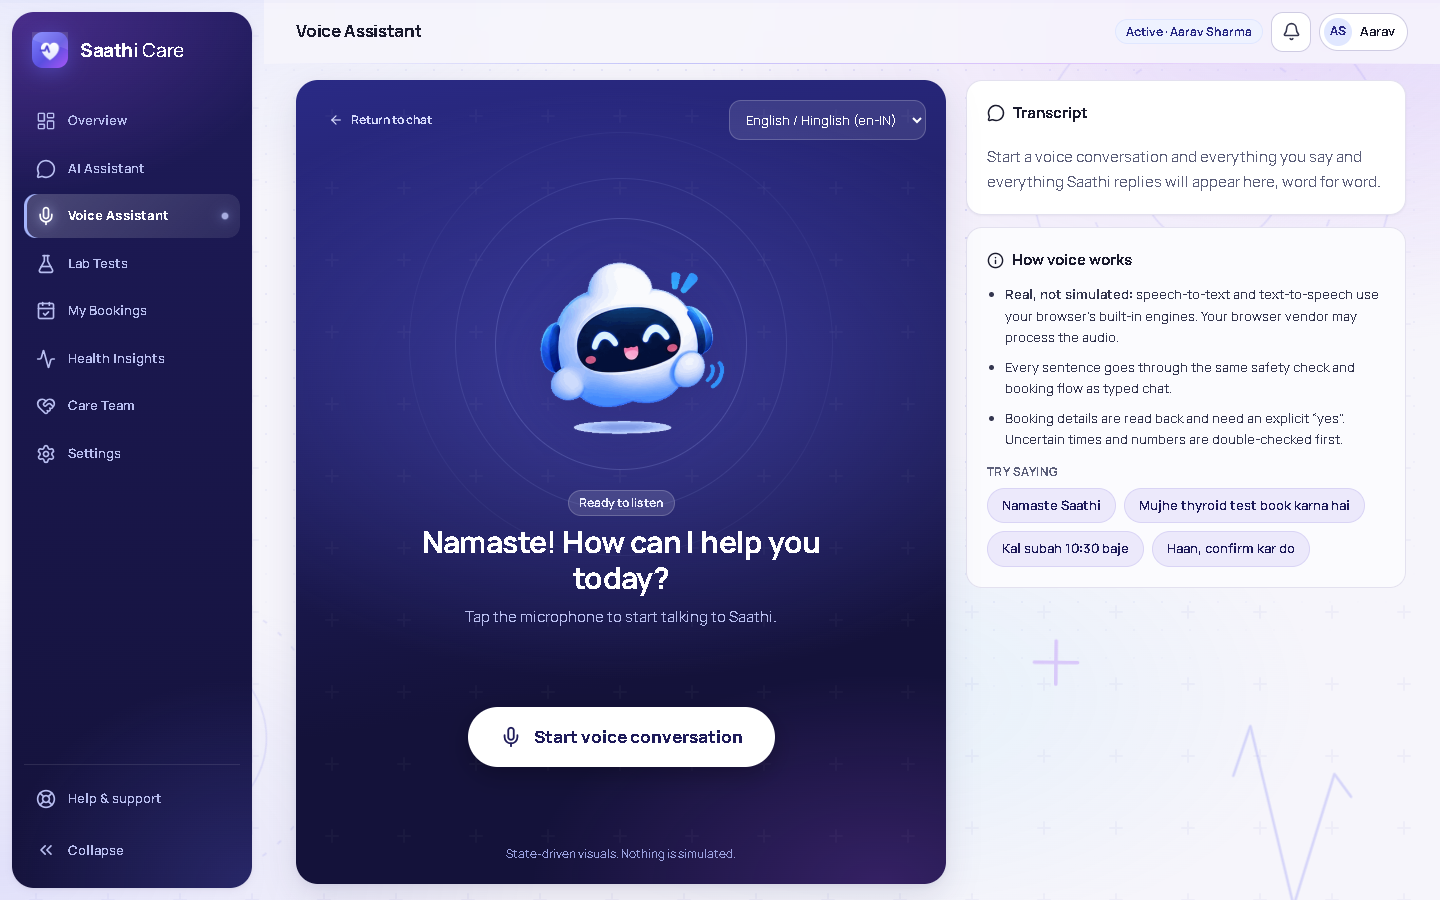 Saathi Care
Overview
AI Assistant
Voice Assistant
Lab Tests
My Bookings
Health Insights
Care Team
Settings
Help & support
Collapse
Voice Assistant
Active · Aarav Sharma
AS
Aarav
Return to chat
English / Hinglish (en-IN)
Ready to listen
Namaste! How can I help you
today?
Tap the microphone to start talking to Saathi.
Start voice conversation
State-driven visuals. Nothing is simulated.
Transcript
Start a voice conversation and everything you say and
everything Saathi replies will appear here, word for word.
How voice works
Real, not simulated: speech-to-text and text-to-speech use
your browser's built-in engines. Your browser vendor may
process the audio.
Every sentence goes through the same safety check and
booking flow as typed chat.
Booking details are read back and need an explicit "yes".
Uncertain times and numbers are double-checked first.
TRY SAYING
Namaste Saathi
Mujhe thyroid test book karna hai
Kal subah 10:30 baje
Haan, confirm kar do